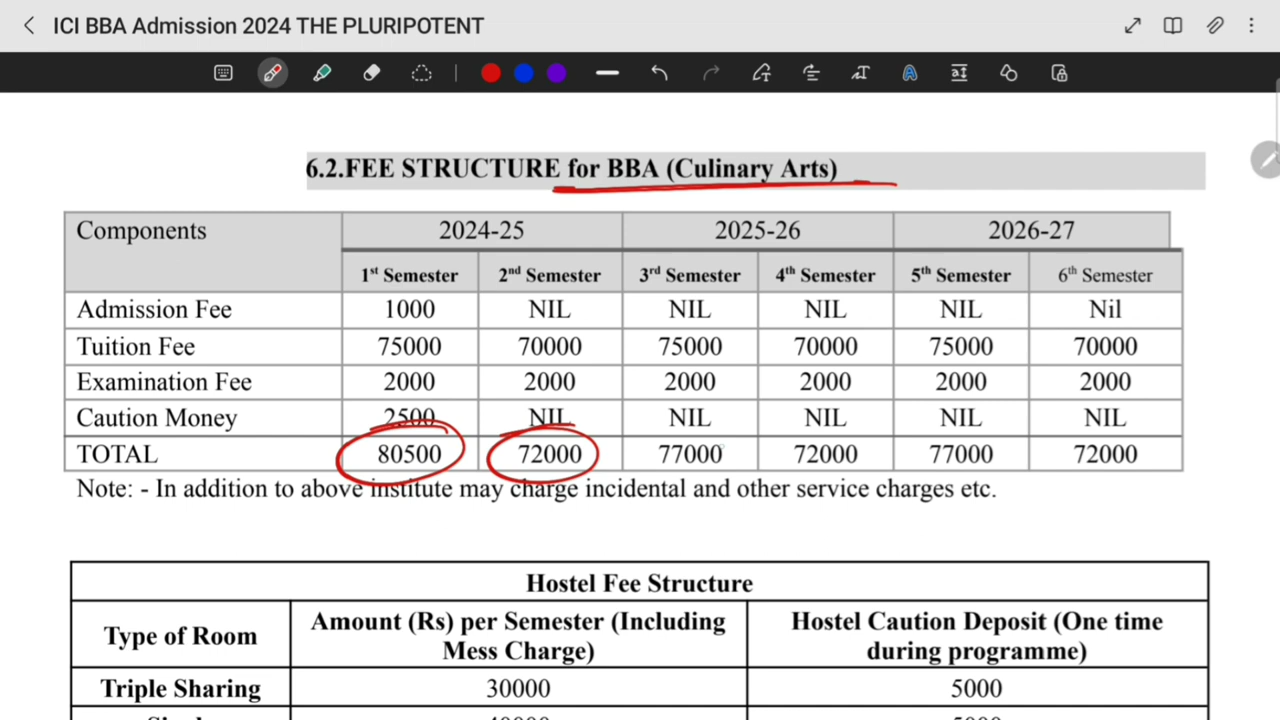 ICI BBA Admission 2024 THE PLURIPOTENT
6.2.FEE STRUCTURE for BBA (Culinary Arts)
Components 2024-25 2025-26 2026-27
1st Semester 2nd Semester 3rd Semester 4th Semester 5th Semester 6th Semester
Admission Fee 1000 NIL NIL NIL NIL Nil
Tuition Fee 75000 70000 75000 70000 75000 70000
Examination Fee 2000 2000 2000 2000 2000 2000
Caution Money 2500 NIL NIL NIL NIL NIL
TOTAL 80500 72000 77000 72000 77000 72000
Note: - In addition to above institute may charge incidental and other service charges etc.
Hostel Fee Structure
Type of Room Amount (Rs) per Semester (Including Mess Charge) Hostel Caution Deposit (One time during programme)
Triple Sharing 30000 5000